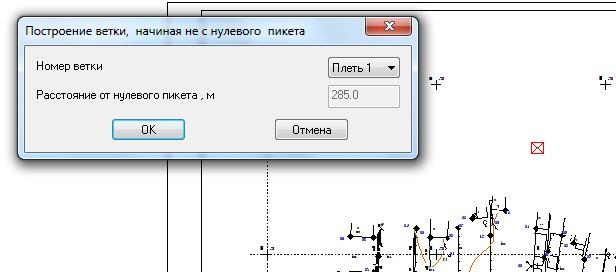 Построение ветки, начиная не с нулевого пикета
Номер ветки
Плеть 1
Расстояние от нулевого пикета , м
285.0
OK
Отмена